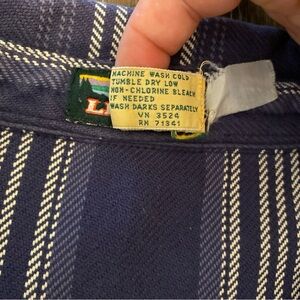 MACHINE WASH COLD
TUMBLE DRY LOW
NON-CHLORINE BLEACH
IF NEEDED
WASH DARKS SEPARATELY
VN 3524
RN 71341